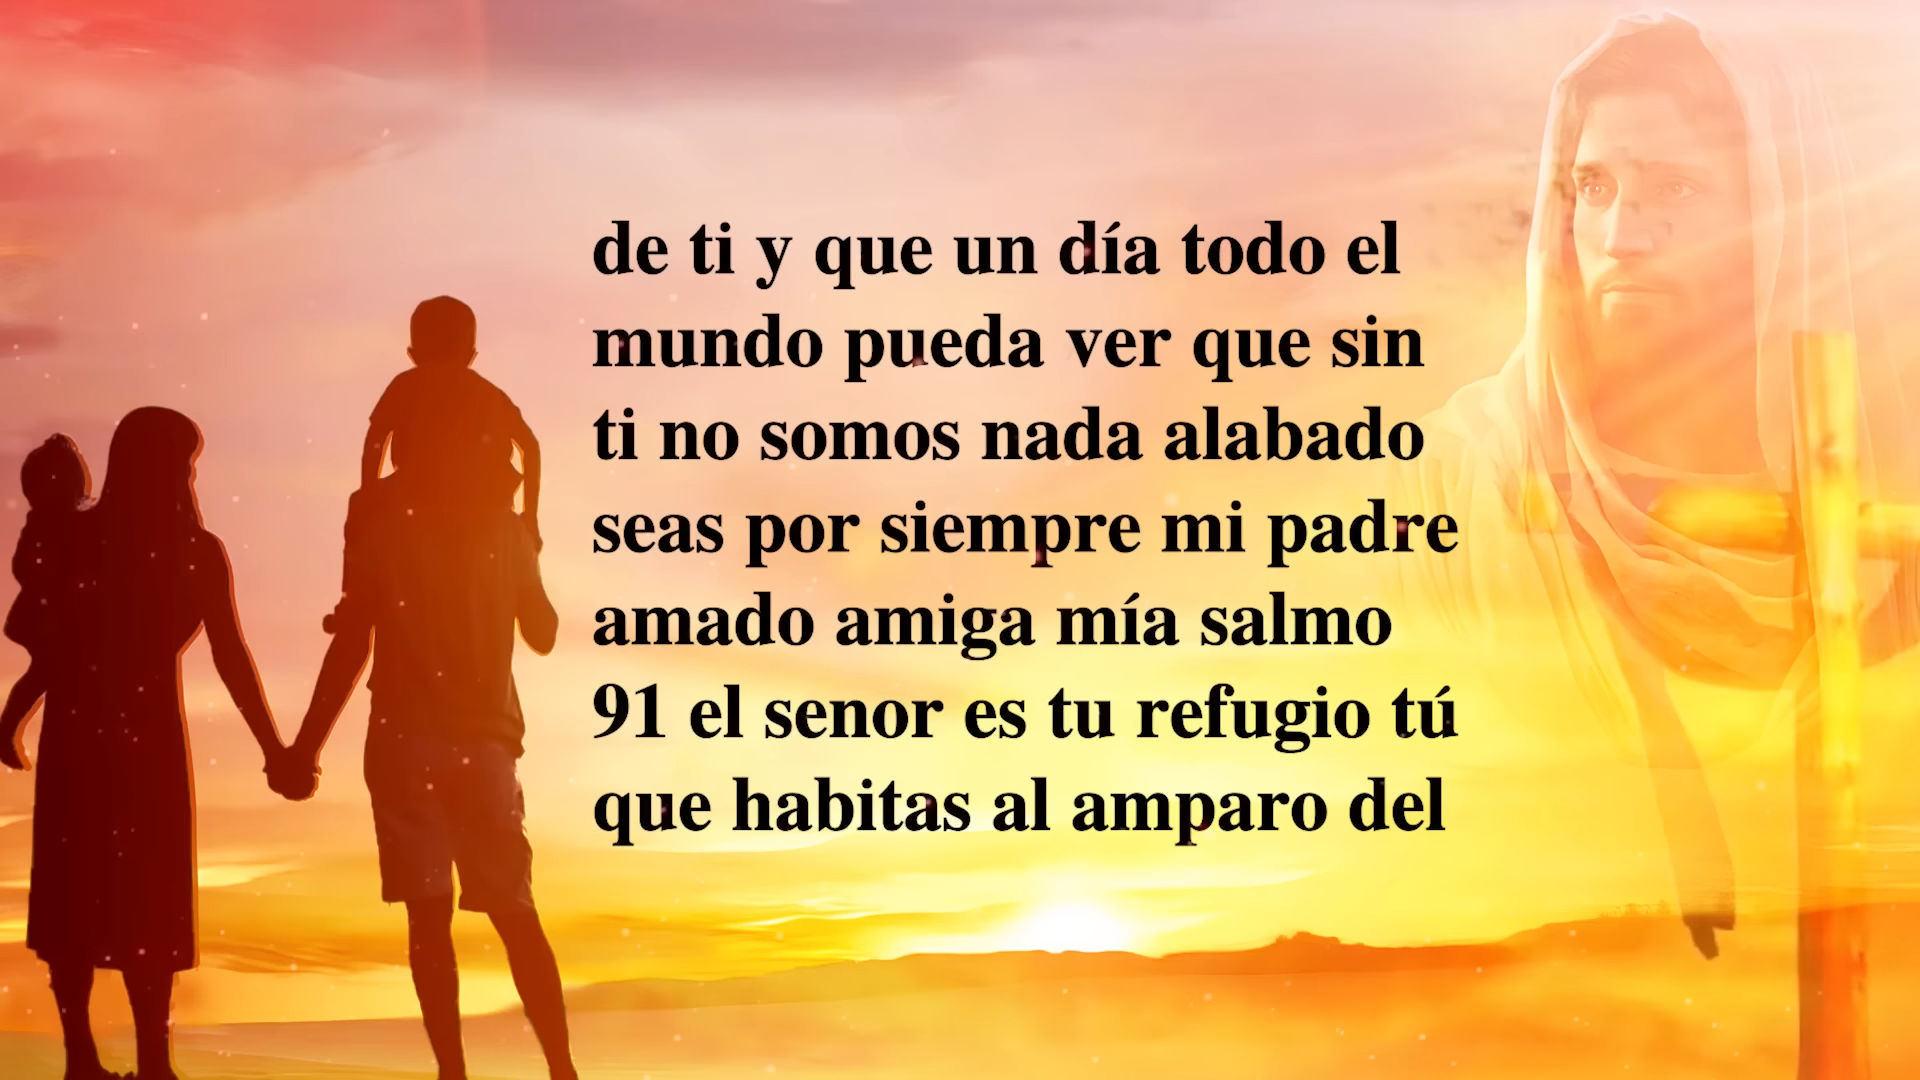 de ti y que un día todo el
mundo pueda ver que sin
ti no somos nada alabado
seas por siempre mi padre
amado amiga mía salmo
91 el senor es tu refugio tú
que habitas al amparo del